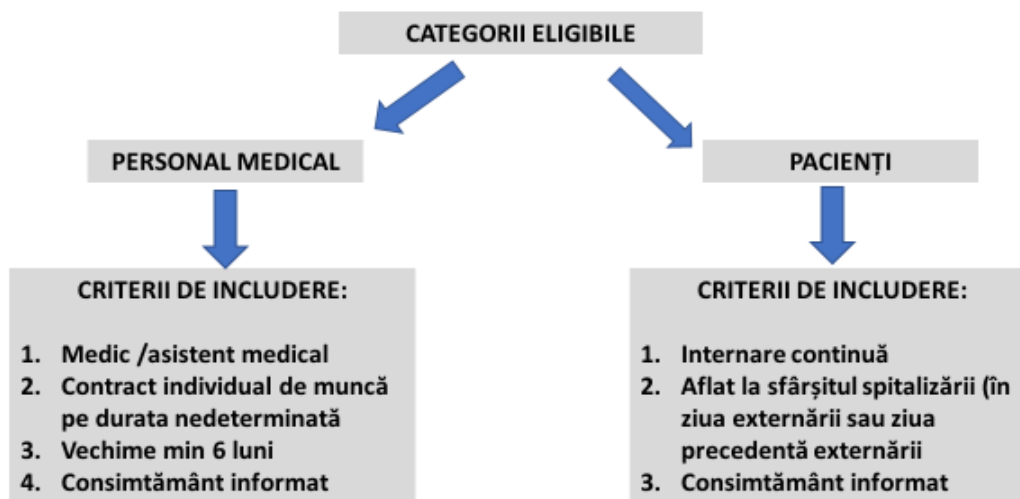 CATEGORII ELIGIBILE
PERSONAL MEDICAL
PACIENȚI
CRITERII DE INCLUDERE:
1. Medic /asistent medical
2. Contract individual de muncă
pe durata nedeterminată
3. Vechime min 6 luni
4. Consimtământ informat
CRITERII DE INCLUDERE:
1. Internare continuă
2. Aflat la sfârșitul spitalizării (în
ziua externării sau ziua
precedentă externării
3. Consimtământ informat